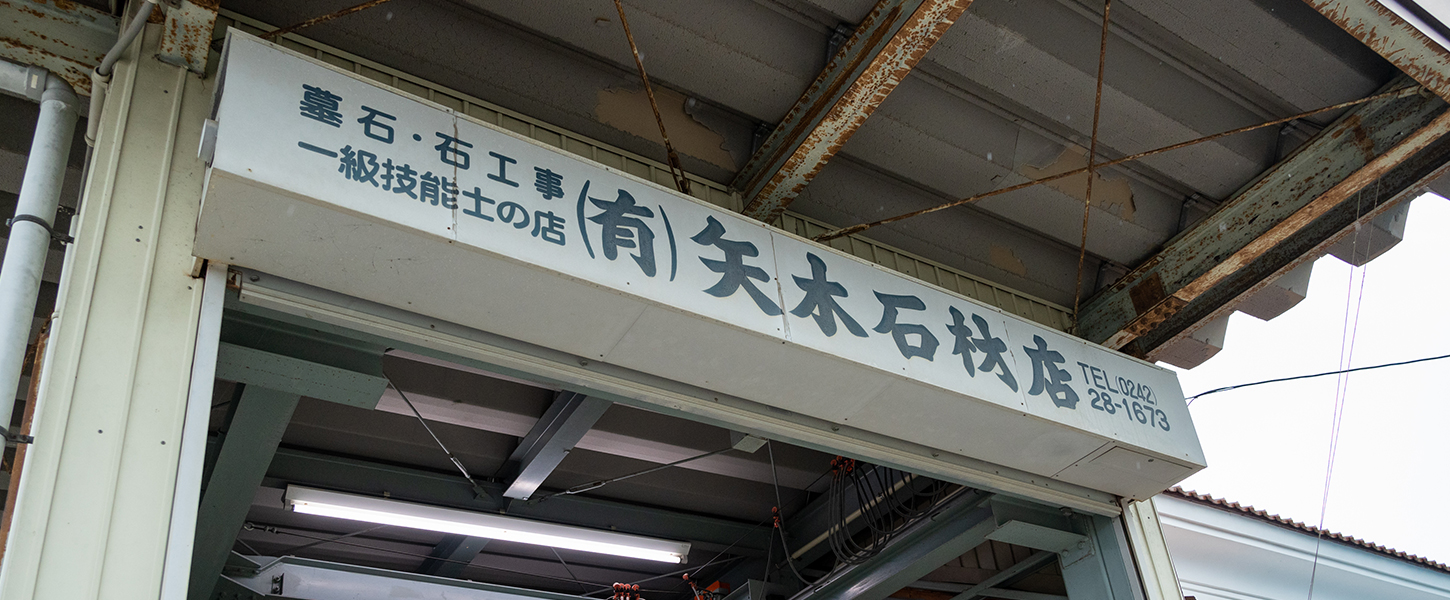 墓石・石工事
一級技能士の店
(有)矢木石材店
TEL(0242)
28-1673